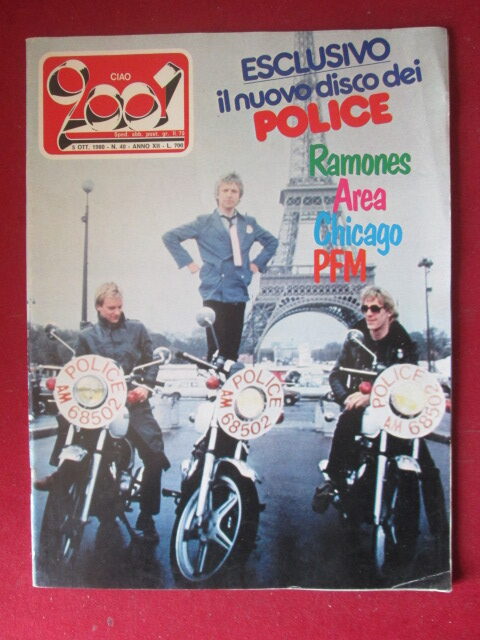 CIAO
2001
Sped. abb. post. gr. II/70
5 OTT. 1980 - N. 40 - ANNO XII - L. 700
ESCLUSIVO
il nuovo disco dei
POLICE
Ramones
Area
Chicago
PFM
POLICE
AM 68502
POLICE
AM 68502
POLICE
AM 68502